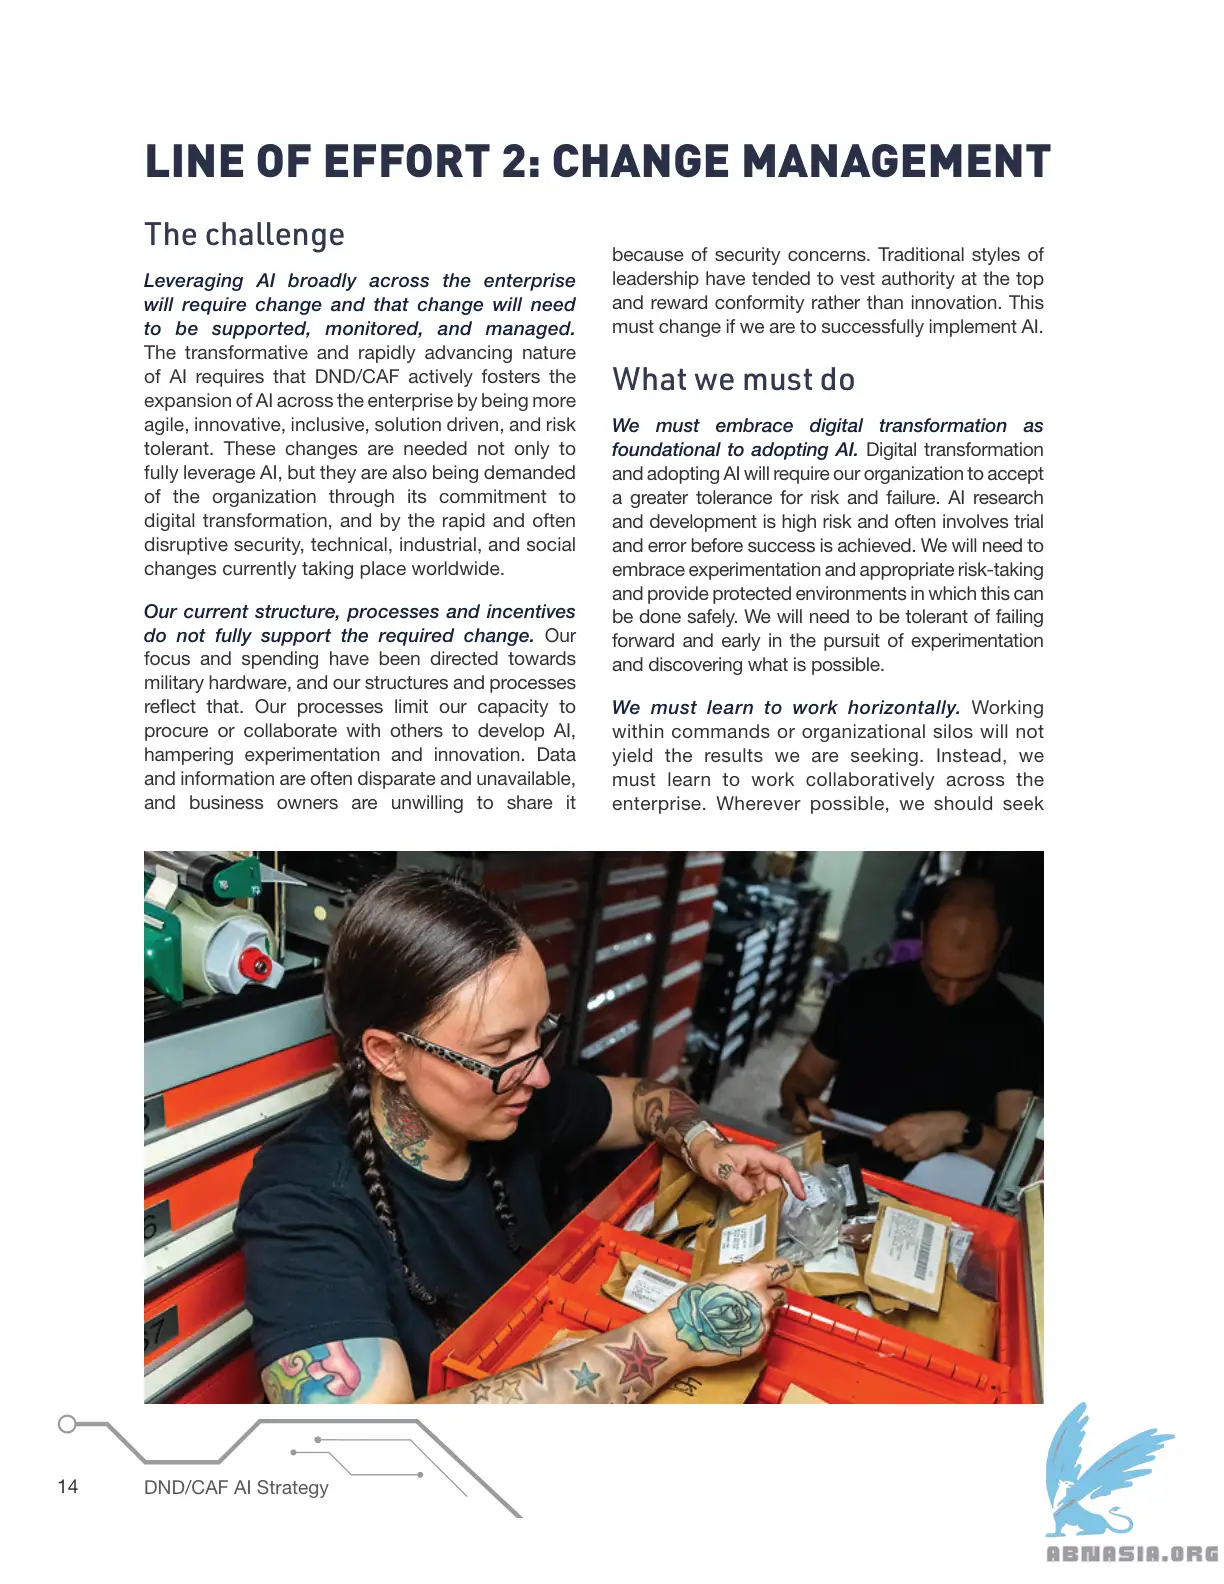 LINE OF EFFORT 2: CHANGE MANAGEMENT
The challenge
Leveraging AI broadly across the enterprise
will require change and that change will need
to be supported, monitored, and managed.
The transformative and rapidly advancing nature
of AI requires that DND/CAF actively fosters the
expansion of AI across the enterprise by being more
agile, innovative, inclusive, solution driven, and risk
tolerant. These changes are needed not only to
fully leverage AI, but they are also being demanded
of the organization through its commitment to
digital transformation, and by the rapid and often
disruptive security, technical, industrial, and social
changes currently taking place worldwide.
Our current structure, processes and incentives
do not fully support the required change. Our
focus and spending have been directed towards
military hardware, and our structures and processes
reflect that. Our processes limit our capacity to
procure or collaborate with others to develop AI,
hampering experimentation and innovation. Data
and information are often disparate and unavailable,
and business owners are unwilling to share it
because of security concerns. Traditional styles of
leadership have tended to vest authority at the top
and reward conformity rather than innovation. This
must change if we are to successfully implement AI.
What we must do
We must embrace digital transformation as
foundational to adopting AI. Digital transformation
and adopting AI will require our organization to accept
a greater tolerance for risk and failure. AI research
and development is high risk and often involves trial
and error before success is achieved. We will need to
embrace experimentation and appropriate risk-taking
and provide protected environments in which this can
be done safely. We will need to be tolerant of failing
forward and early in the pursuit of experimentation
and discovering what is possible.
We must learn to work horizontally. Working
within commands or organizational silos will not
yield the results we are seeking. Instead, we
must learn to work collaboratively across the
enterprise. Wherever possible, we should seek
14
DND/CAF AI Strategy
ABNASIA.ORG